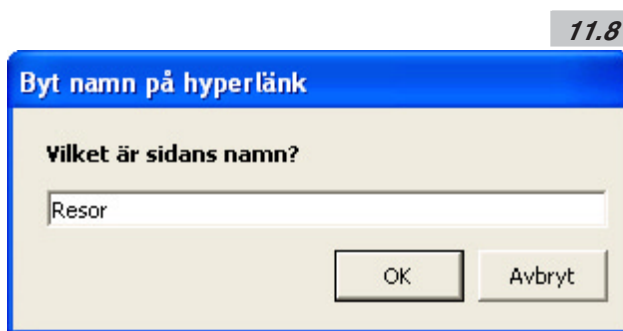 11.8
Byt namn på hyperlänk
Vilket är sidans namn?
Resor
OK Avbryt